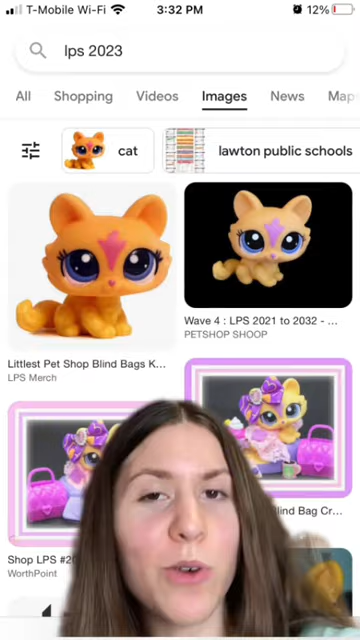 T-Mobile Wi-Fi 3:32 PM 12%
lps 2023
All Shopping Videos Images News Map
cat lawton public schools
Littlest Pet Shop Blind Bags K...
LPS Merch
Wave 4 : LPS 2021 to 2032 - ...
PETSHOP SHOOP
Blind Bag Cr...
Shop LPS #20
WorthPoint